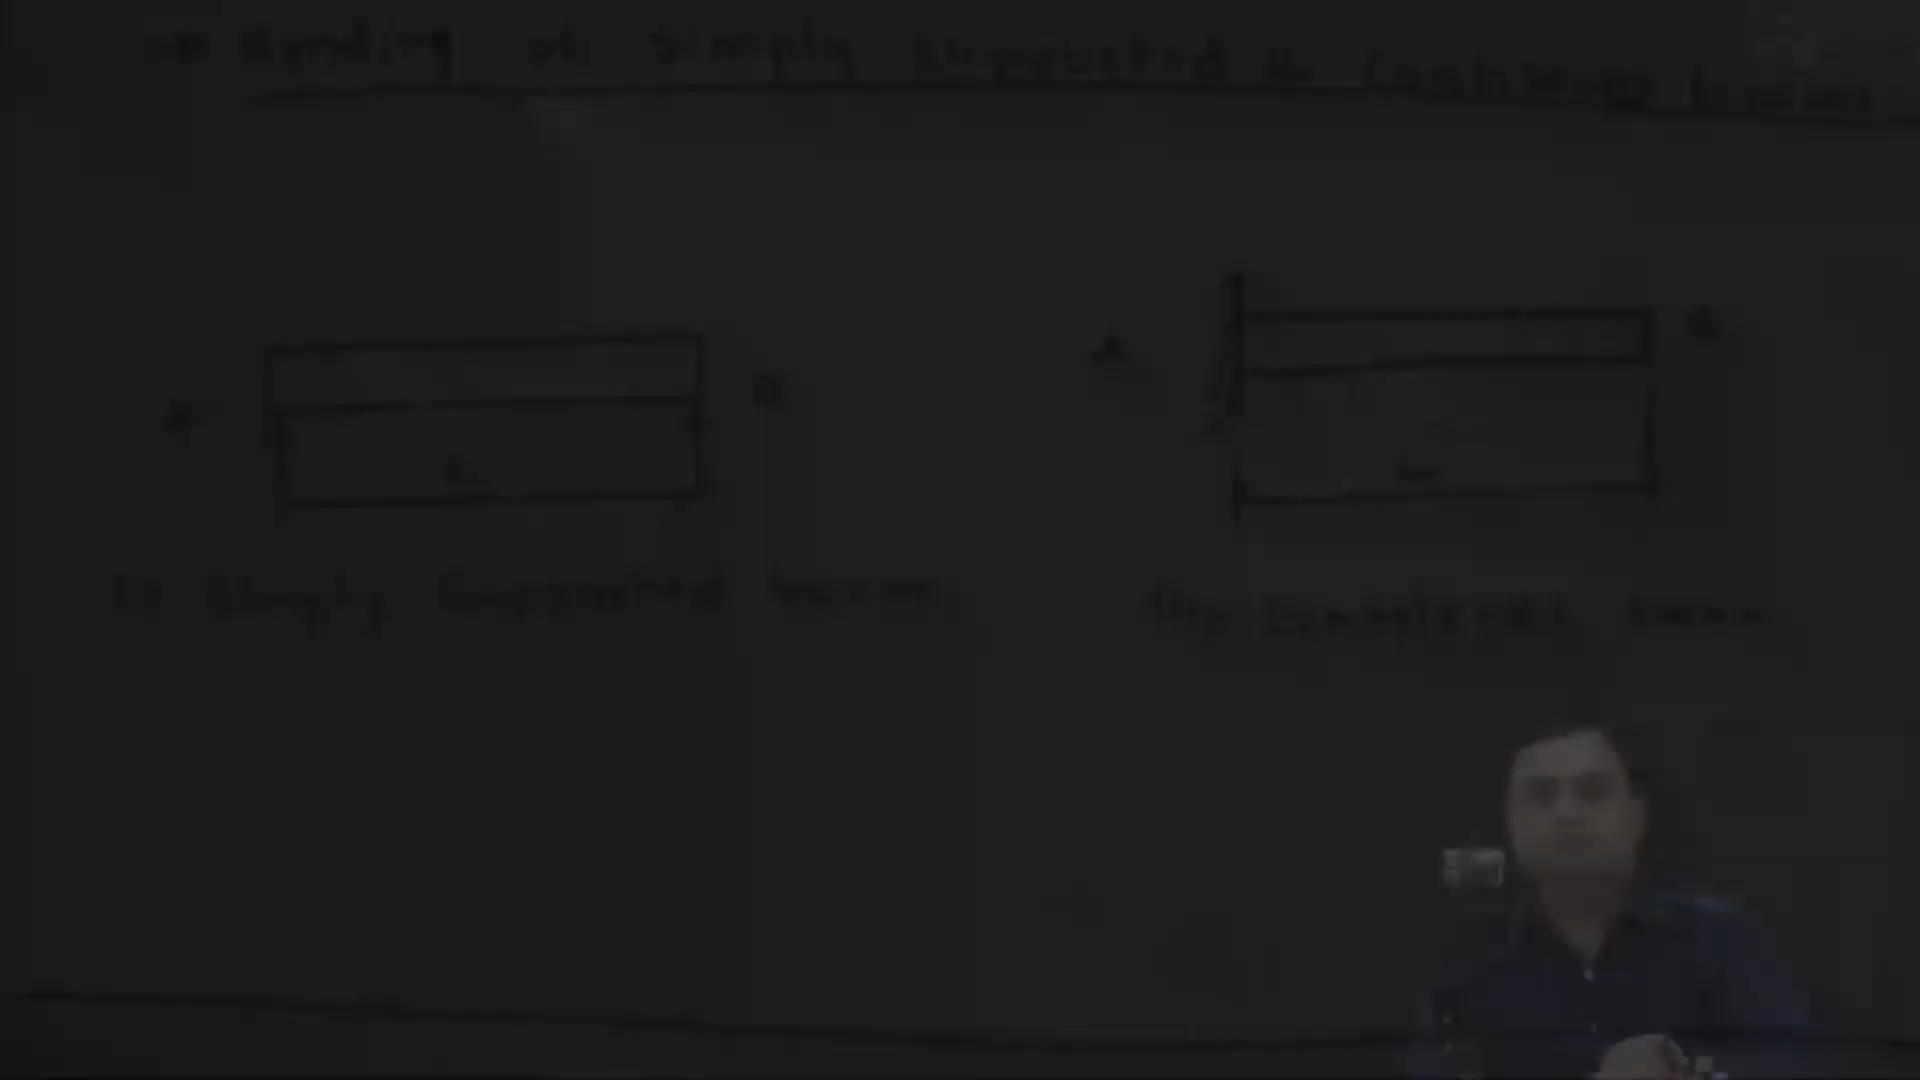 → Bending of Simply Supported & Cantilever beams
A
B
L
A
B
L
Simply Supported beam
Cantilever beam